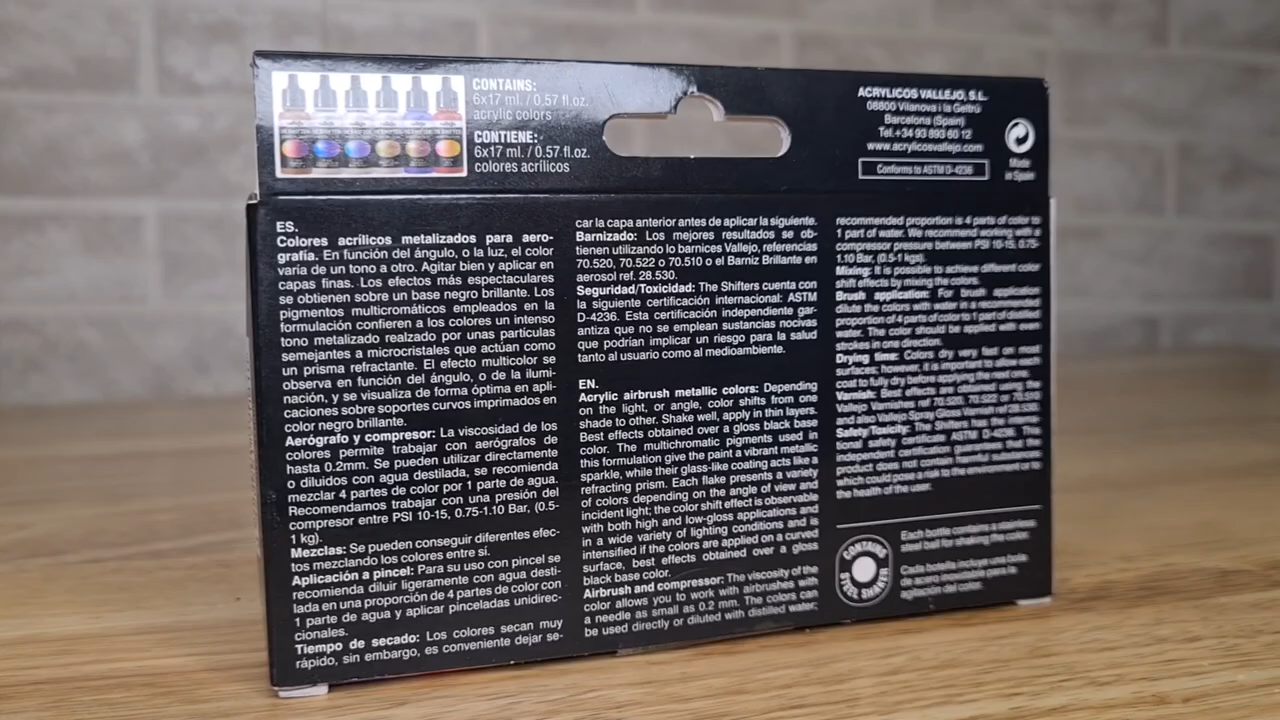 CONTAINS:
6x17 ml. / 0.57 fl.oz.
acrylic colors
CONTIENE:
6x17 ml. / 0.57 fl.oz.
colores acrílicos
ACRYLICOS VALLEJO, S.L.
08800 Vilanova i la Geltrú
Barcelona (Spain)
Tel.+34 93 893 60 12
www.acrylicosvallejo.com
Conforms to ASTM D-4236
Made
in Spain
ES.
Colores acrílicos metalizados para aero-
grafía. En función del ángulo, o la luz, el color
varía de un tono a otro. Agitar bien y aplicar en
capas finas. Los efectos más espectaculares
se obtienen sobre un base negro brillante. Los
pigmentos multicromáticos empleados en la
formulación confieren a los colores un intenso
tono metalizado realzado por unas partículas
semejantes a microcristales que actúan como
un prisma refractante. El efecto multicolor se
observa en función del ángulo, o de la ilumi-
nación, y se visualiza de forma óptima en apli-
caciones sobre soportes curvos imprimados en
color negro brillante.
Aerógrafo y compresor: La viscosidad de los
colores permite trabajar con aerógrafos de
hasta 0.2mm. Se pueden utilizar directamente
o diluidos con agua destilada, se recomienda
mezclar 4 partes de color por 1 parte de agua.
Recomendamos trabajar con una presión del
compresor entre PSI 10-15, 0.75-1.10 Bar, (0.5-
1 kg).
Mezclas: Se pueden conseguir diferentes efec-
tos mezclando los colores entre sí.
Aplicación a pincel: Para su uso con pincel se
recomienda diluir ligeramente con agua desti-
lada en una proporción de 4 partes de color con
1 parte de agua y aplicar pinceladas unidirec-
cionales.
Tiempo de secado: Los colores secan muy
rápido, sin embargo, es conveniente dejar se-
car la capa anterior antes de aplicar la siguiente.
Barnizado: Los mejores resultados se ob-
tienen utilizando lo barnices Vallejo, referencias
70.520, 70.522 o 70.510 o el Barniz Brillante en
aerosol ref. 28.530.
Seguridad/Toxicidad: The Shifters cuenta con
la siguiente certificación internacional: ASTM
D-4236. Esta certificación independiente gar-
antiza que no se emplean sustancias nocivas
que podrían implicar un riesgo para la salud
tanto al usuario como al medioambiente.
EN.
Acrylic airbrush metallic colors: Depending
on the light, or angle, color shifts from one
shade to other. Shake well, apply in thin layers.
Best effects obtained over a gloss black base
color. The multichromatic pigments used in
this formulation give the paint a vibrant metallic
sparkle, while their glass-like coating acts like a
refracting prism. Each flake presents a variety
of colors depending on the angle of view and
incident light; the color shift effect is observable
with both high and low-gloss applications and
in a wide variety of lighting conditions and is
intensified if the colors are applied on a curved
surface, best effects obtained over a gloss
black base color.
Airbrush and compressor: The viscosity of the
color allows you to work with airbrushes with
a needle as small as 0.2 mm. The colors can
be used directly or diluted with distilled water;
recommended proportion is 4 parts of color to
1 part of water. We recommend working with a
compressor pressure between PSI 10-15, 0.75-
1.10 Bar, (0.5-1 kgs).
Mixing: It is possible to achieve different color
shift effects by mixing the colors.
Brush application: For brush application
dilute the colors with water in a recommended
proportion of 4 parts of color to 1 part of distilled
water. The color should be applied with even
strokes in one direction.
Drying time: Colors dry very fast on most
surfaces; however, it is important to allow each
coat to fully dry before applying the next one.
Varnish: Best effects are obtained using the
Vallejo Varnishes ref 70.520, 70.522 or 70.510
and also Vallejo Spray Gloss Varnish ref 28.530.
Safety/Toxicity: The Shifters has the interna-
tional safety certificate ASTM D-4236. This
independent certification guarantees that the
product does not contain harmful substances
which could pose a risk to the environment or to
the health of the user.
CONTAINS
STEEL SHAKER
Each bottle contains a stainless
steel ball for shaking the color.
Cada botella incluye una bola
de acero inoxidable para la
agitación del color.